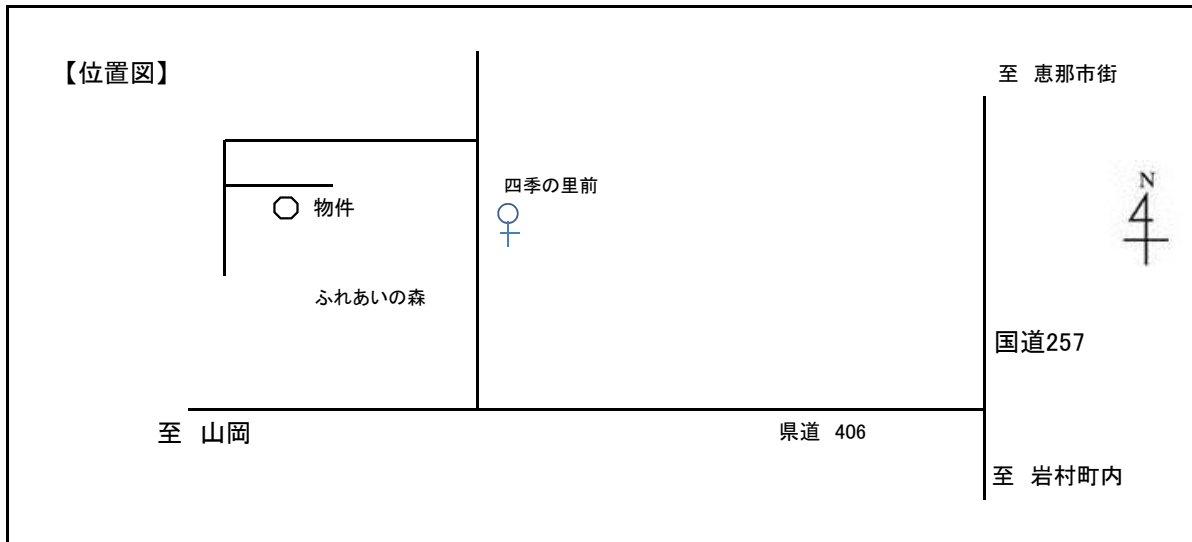 【位置図】
至　恵那市街
N
四季の里前
物件
ふれあいの森
国道257
至　山岡
県道　406
至　岩村町内